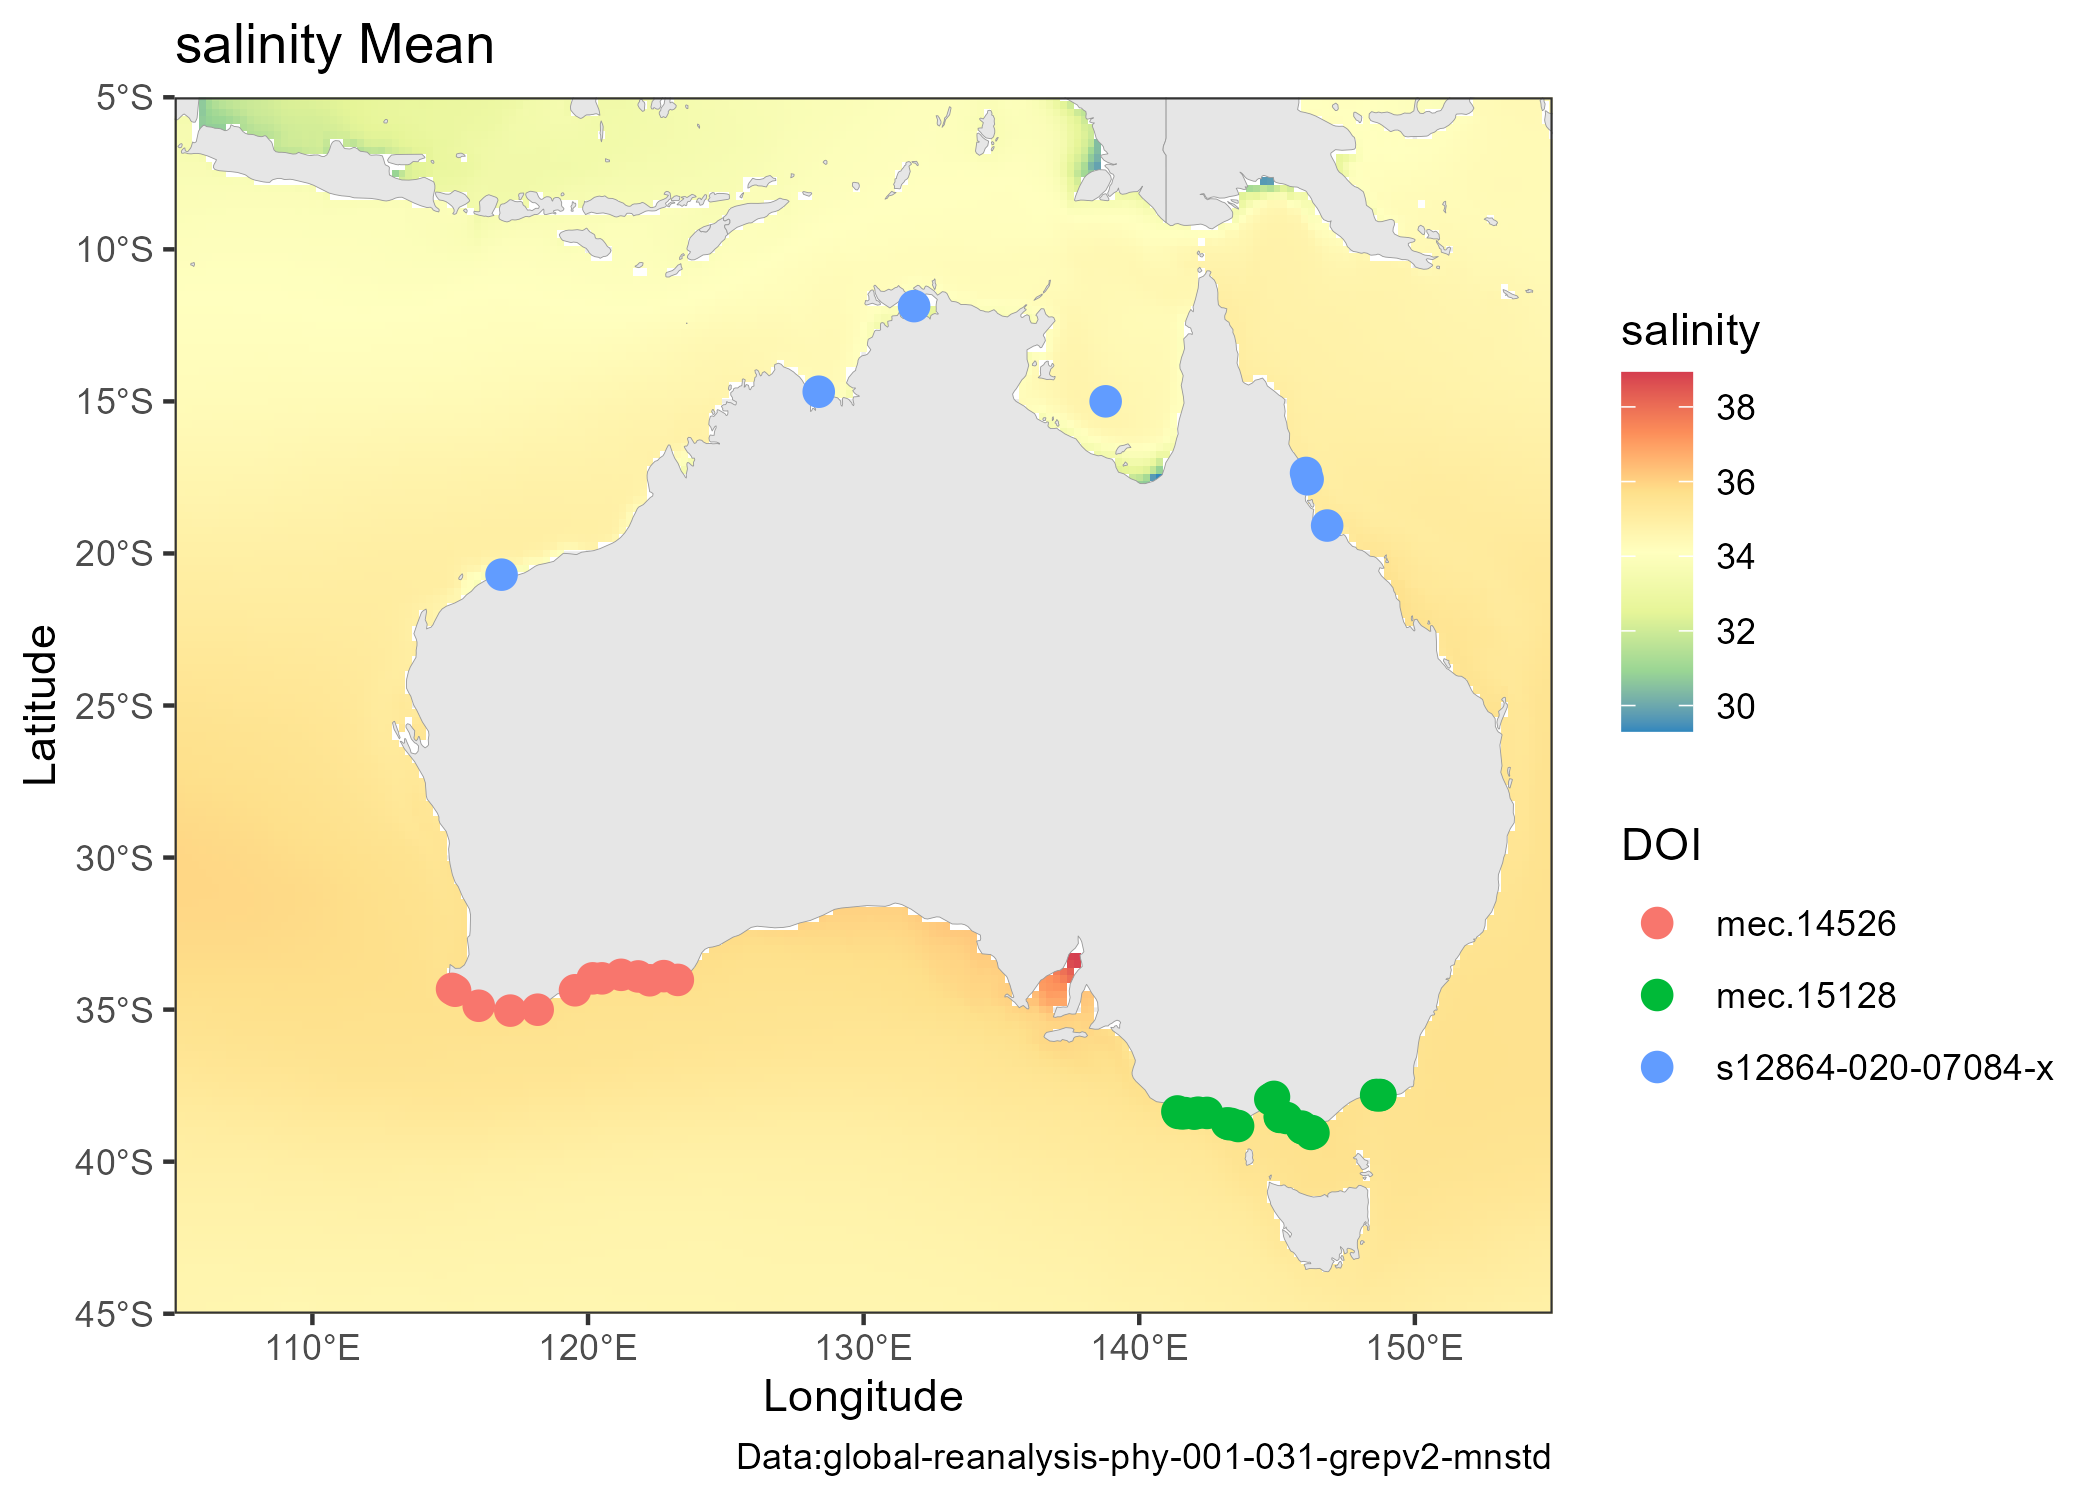 salinity Mean
5°S
10°S
15°S
20°S
25°S
30°S
35°S
40°S
45°S
Latitude
110°E
120°E
130°E
140°E
150°E
Longitude
Data:global-reanalysis-phy-001-031-grepv2-mnstd
salinity
38
36
34
32
30
DOI
mec.14526
mec.15128
s12864-020-07084-x